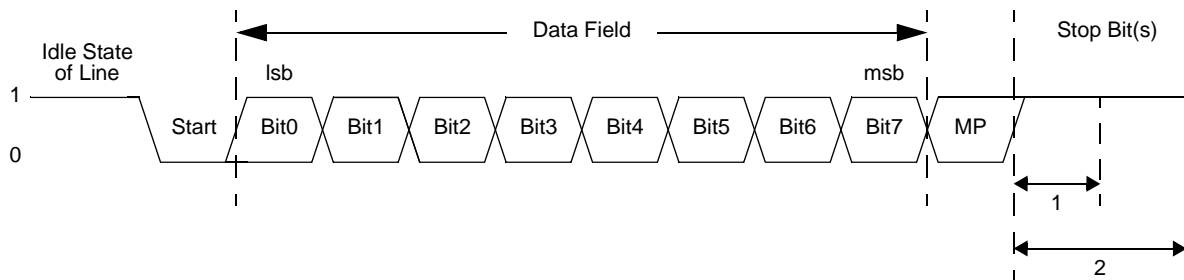 Data Field
Stop Bit(s)
Idle State
of Line
lsb
msb
1
Start
Bit0
Bit1
Bit2
Bit3
Bit4
Bit5
Bit6
Bit7
MP
0
1
2